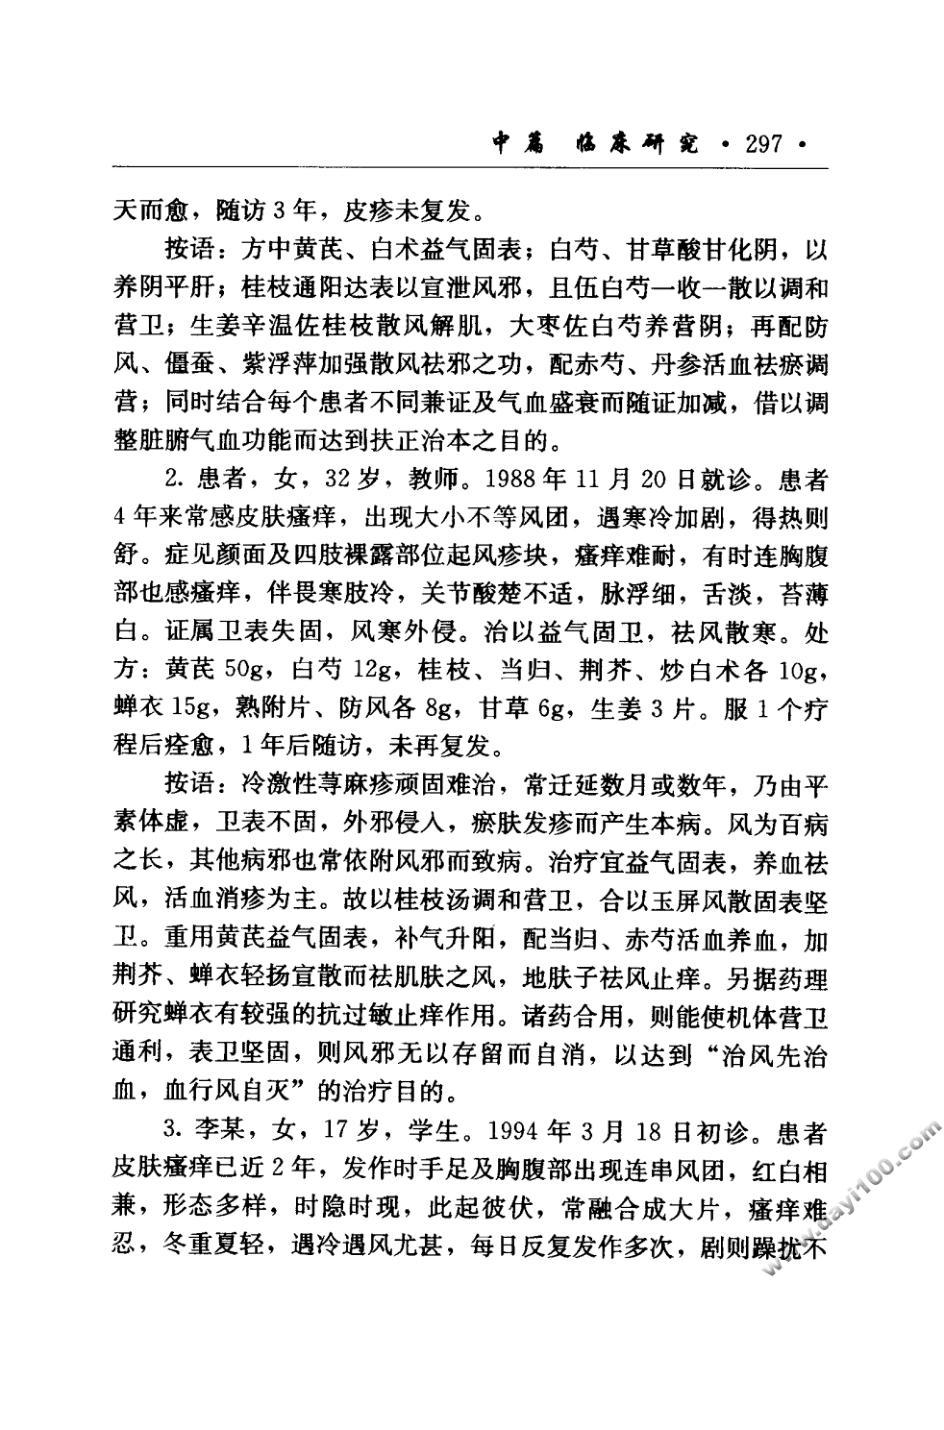 中篇 临床研究 · 297 ·
天而愈，随访 3 年，皮疹未复发。
按语：方中黄芪、白术益气固表；白芍、甘草酸甘化阴，以
养阴平肝；桂枝通阳达表以宣泄风邪，且伍白芍一收一散以调和
营卫；生姜辛温佐桂枝散风解肌，大枣佐白芍养营阴；再配防
风、僵蚕、紫浮萍加强散风祛邪之功，配赤芍、丹参活血祛瘀调
营；同时结合每个患者不同兼证及气血盛衰而随证加减，借以调
整脏腑气血功能而达到扶正治本之目的。
2. 患者，女，32 岁，教师。1988 年 11 月 20 日就诊。患者
4 年来常感皮肤瘙痒，出现大小不等风团，遇寒冷加剧，得热则
舒。症见颜面及四肢裸露部位起风疹块，瘙痒难耐，有时连胸腹
部也感瘙痒，伴畏寒肢冷，关节酸楚不适，脉浮细，舌淡，苔薄
白。证属卫表失固，风寒外侵。治以益气固卫，祛风散寒。处
方：黄芪 50g，白芍 12g，桂枝、当归、荆芥、炒白术各 10g，
蝉衣 15g，熟附片、防风各 8g，甘草 6g，生姜 3 片。服 1 个疗
程后痊愈，1 年后随访，未再复发。
按语：冷激性荨麻疹顽固难治，常迁延数月或数年，乃由平
素体虚，卫表不固，外邪侵入，瘀肤发疹而产生本病。风为百病
之长，其他病邪也常依附风邪而致病。治疗宜益气固表，养血祛
风，活血消疹为主。故以桂枝汤调和营卫，合以玉屏风散固表坚
卫。重用黄芪益气固表，补气升阳，配当归、赤芍活血养血，加
荆芥、蝉衣轻扬宣散而祛肌肤之风，地肤子祛风止痒。另据药理
研究蝉衣有较强的抗过敏止痒作用。诸药合用，则能使机体营卫
通利，表卫坚固，则风邪无以存留而自消，以达到“治风先治
血，血行风自灭”的治疗目的。
3. 李某，女，17 岁，学生。1994 年 3 月 18 日初诊。患者
皮肤瘙痒已近 2 年，发作时手足及胸腹部出现连串风团，红白相
兼，形态多样，时隐时现，此起彼伏，常融合成大片，瘙痒难
忍，冬重夏轻，遇冷遇风尤甚，每日反复发作多次，剧则躁扰不
www.dayi100.com